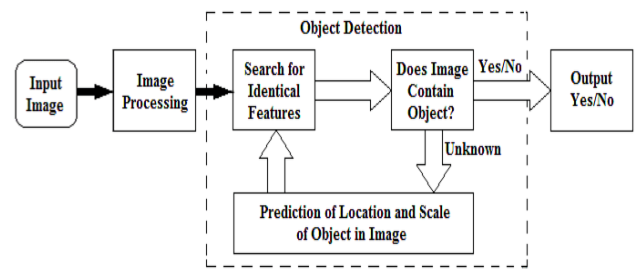 Object Detection
Input
Image
Image
Processing
Search for
Identical
Features
Does Image
Contain
Object?
Yes/No
Output
Yes/No
Unknown
Prediction of Location and Scale
of Object in Image